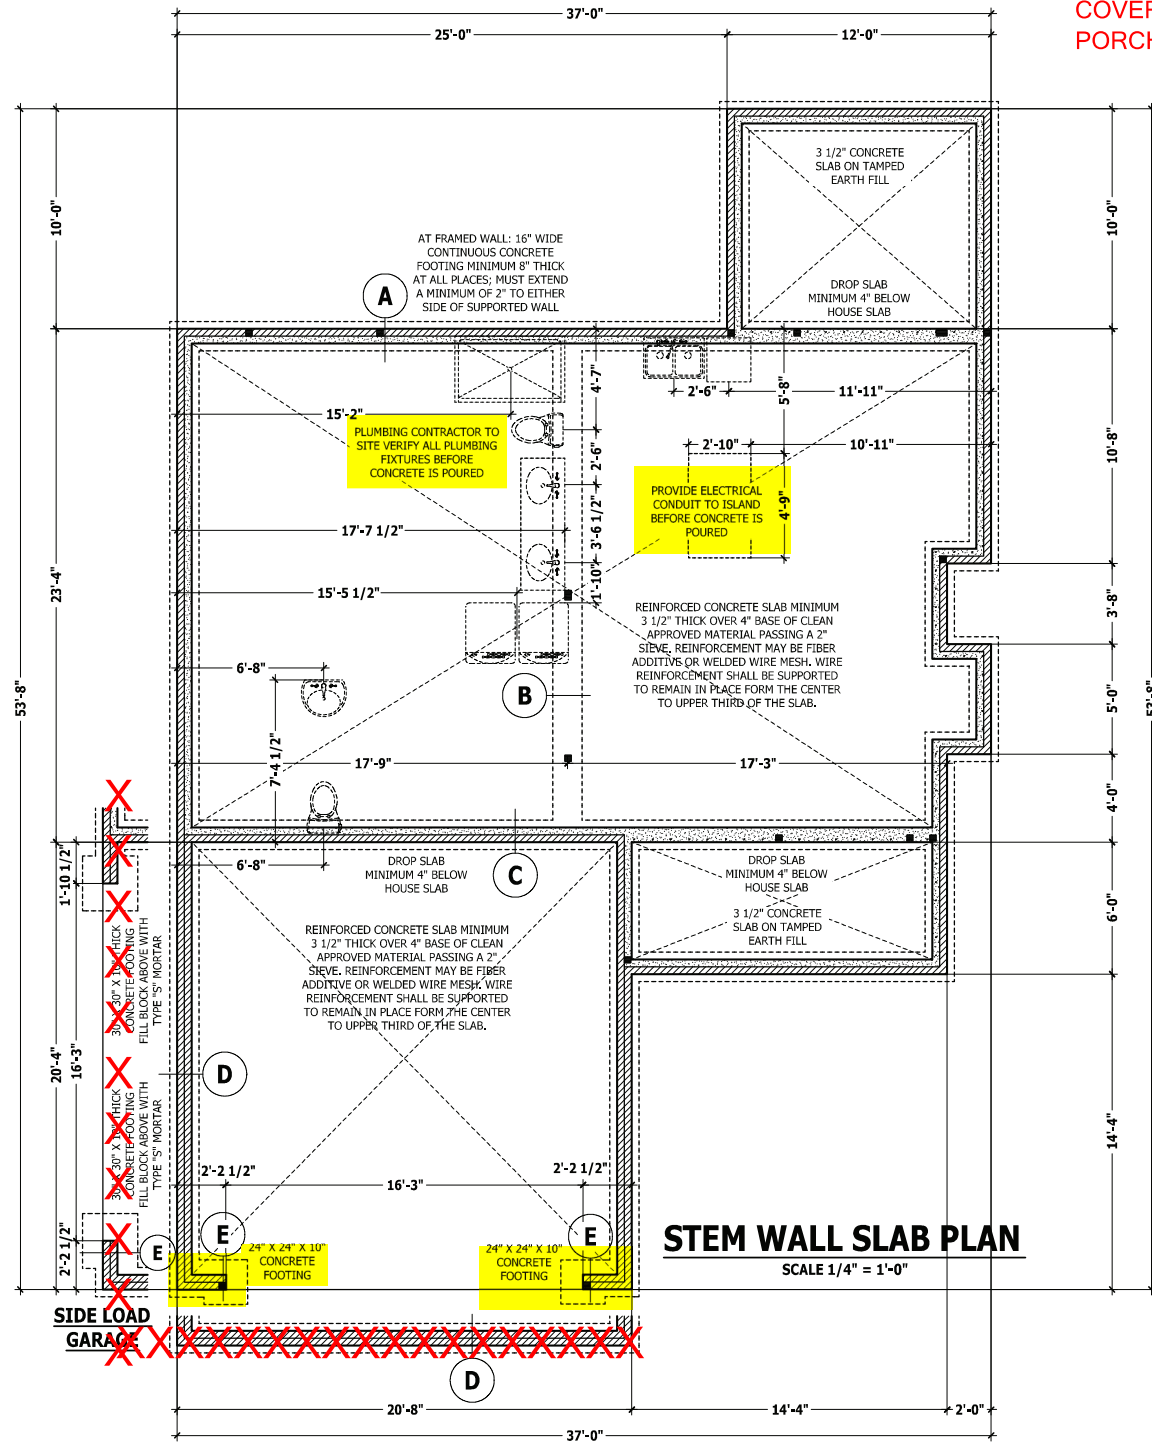 37'-0"
COVER
PORCH
25'-0"
12'-0"
3 1/2" CONCRETE
SLAB ON TAMPED
EARTH FILL
10'-0"
10'-0"
AT FRAMED WALL: 16" WIDE
CONTINUOUS CONCRETE
FOOTING MINIMUM 8" THICK
AT ALL PLACES; MUST EXTEND
A MINIMUM OF 2" TO EITHER
SIDE OF SUPPORTED WALL
DROP SLAB
MINIMUM 4" BELOW
HOUSE SLAB
A
4'-7"
5'-8"
2'-6"
11'-11"
15'-2"
PLUMBING CONTRACTOR TO
SITE VERIFY ALL PLUMBING
FIXTURES BEFORE
CONCRETE IS POURED
2'-6"
2'-10"
10'-11"
10'-8"
PROVIDE ELECTRICAL
CONDUIT TO ISLAND
BEFORE CONCRETE IS
POURED
4'-9"
3'-6 1/2"
17'-7 1/2"
1'-10"
15'-5 1/2"
23'-4"
3'-8"
REINFORCED CONCRETE SLAB MINIMUM
3 1/2" THICK OVER 4" BASE OF CLEAN
APPROVED MATERIAL PASSING A 2"
SIEVE. REINFORCEMENT MAY BE FIBER
ADDITIVE OR WELDED WIRE MESH. WIRE
REINFORCEMENT SHALL BE SUPPORTED
TO REMAIN IN PLACE FORM THE CENTER
TO UPPER THIRD OF THE SLAB.
6'-8"
B
53'-8"
53'-8"
5'-0"
7'-4 1/2"
17'-9"
17'-3"
4'-0"
X
X
1'-10 1/2"
6'-8"
DROP SLAB
MINIMUM 4" BELOW
HOUSE SLAB
C
DROP SLAB
MINIMUM 4" BELOW
HOUSE SLAB
3 1/2" CONCRETE
SLAB ON TAMPED
EARTH FILL
6'-0"
X
X
X
30" X 30" X 10" THICK
CONCRETE FOOTING
FILL BLOCK ABOVE WITH
TYPE "S" MORTAR
REINFORCED CONCRETE SLAB MINIMUM
3 1/2" THICK OVER 4" BASE OF CLEAN
APPROVED MATERIAL PASSING A 2"
SIEVE. REINFORCEMENT MAY BE FIBER
ADDITIVE OR WELDED WIRE MESH. WIRE
REINFORCEMENT SHALL BE SUPPORTED
TO REMAIN IN PLACE FORM THE CENTER
TO UPPER THIRD OF THE SLAB.
20'-4"
16'-3"
D
X
X
X
30" X 30" X 10" THICK
CONCRETE FOOTING
FILL BLOCK ABOVE WITH
TYPE "S" MORTAR
14'-4"
2'-2 1/2"
16'-3"
2'-2 1/2"
X
2'-2 1/2"
E
E
E
24" X 24" X 10"
CONCRETE
FOOTING
24" X 24" X 10"
CONCRETE
FOOTING
STEM WALL SLAB PLAN
SCALE 1/4" = 1'-0"
X
SIDE LOAD
GARAGE
XXXXXXXXXXXXXXXXXXX
D
20'-8"
14'-4"
2'-0"
37'-0"